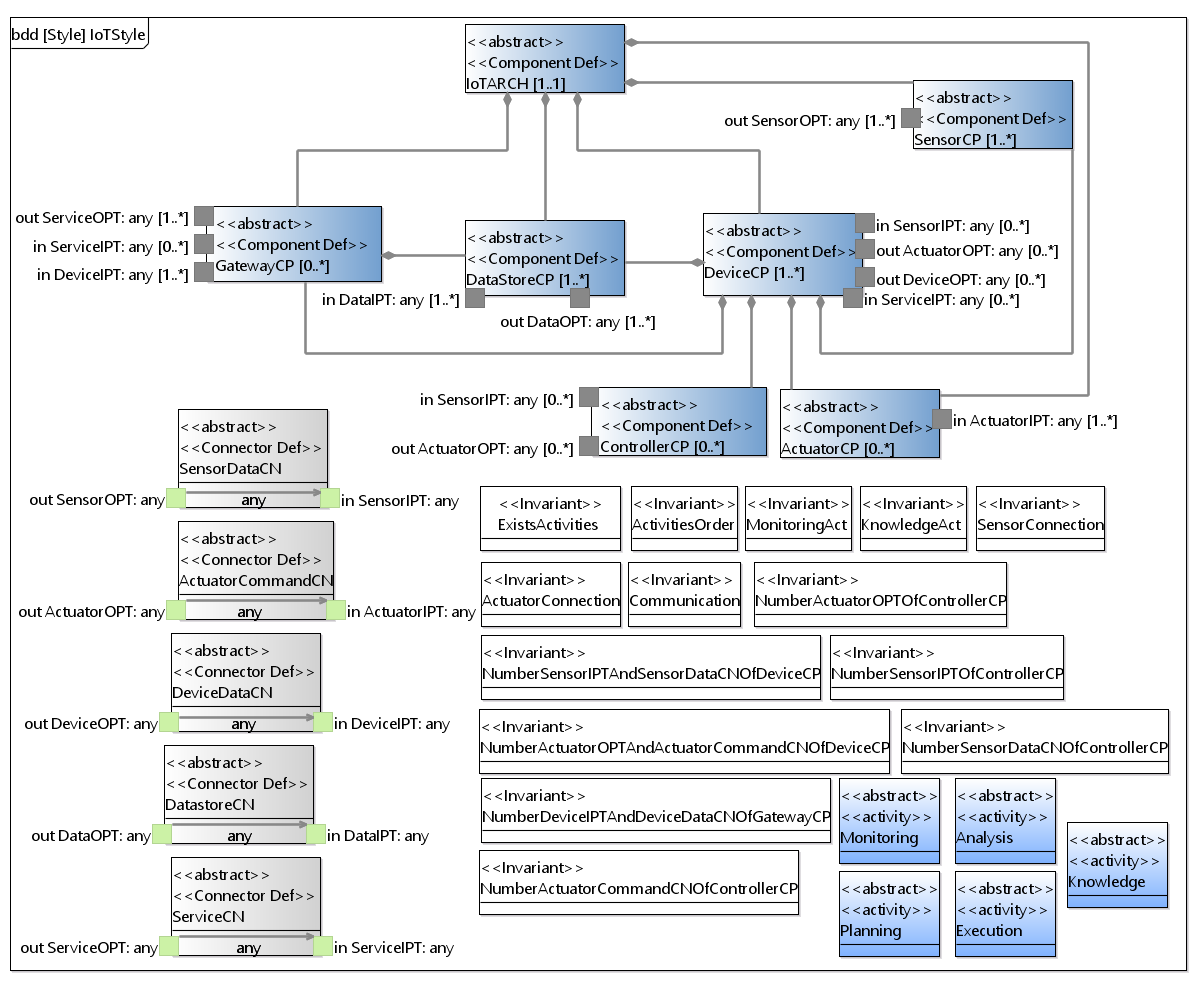 bdd [Style] IoTStyle
<<abstract>>
<<Component Def>>
IoTARCH [1..1]
<<abstract>>
<<Component Def>>
SensorCP [1..*]
out SensorOPT: any [1..*]
out ServiceOPT: any [1..*]
in ServiceIPT: any [0..*]
in DeviceIPT: any [1..*]
<<abstract>>
<<Component Def>>
GatewayCP [0..*]
<<abstract>>
<<Component Def>>
DataStoreCP [1..*]
in DataIPT: any [1..*]
out DataOPT: any [1..*]
<<abstract>>
<<Component Def>>
DeviceCP [1..*]
in SensorIPT: any [0..*]
out ActuatorOPT: any [0..*]
out DeviceOPT: any [0..*]
in ServiceIPT: any [0..*]
in SensorIPT: any [0..*]
out ActuatorOPT: any [0..*]
<<abstract>>
<<Component Def>>
ControllerCP [0..*]
<<abstract>>
<<Component Def>>
ActuatorCP [0..*]
in ActuatorIPT: any [1..*]
<<abstract>>
<<Connector Def>>
SensorDataCN
out SensorOPT: any
any
in SensorIPT: any
<<abstract>>
<<Connector Def>>
ActuatorCommandCN
out ActuatorOPT: any
any
in ActuatorIPT: any
<<abstract>>
<<Connector Def>>
DeviceDataCN
out DeviceOPT: any
any
in DeviceIPT: any
<<abstract>>
<<Connector Def>>
DatastoreCN
out DataOPT: any
any
in DataIPT: any
<<abstract>>
<<Connector Def>>
ServiceCN
out ServiceOPT: any
any
in ServiceIPT: any
<<Invariant>>
ExistsActivities
<<Invariant>>
ActivitiesOrder
<<Invariant>>
MonitoringAct
<<Invariant>>
KnowledgeAct
<<Invariant>>
SensorConnection
<<Invariant>>
ActuatorConnection
<<Invariant>>
Communication
<<Invariant>>
NumberActuatorOPTOfControllerCP
<<Invariant>>
NumberSensorIPTAndSensorDataCNOfDeviceCP
<<Invariant>>
NumberSensorIPTOfControllerCP
<<Invariant>>
NumberActuatorOPTAndActuatorCommandCNOfDeviceCP
<<Invariant>>
NumberSensorDataCNOfControllerCP
<<Invariant>>
NumberDeviceIPTAndDeviceDataCNOfGatewayCP
<<Invariant>>
NumberActuatorCommandCNOfControllerCP
<<abstract>>
<<activity>>
Monitoring
<<abstract>>
<<activity>>
Analysis
<<abstract>>
<<activity>>
Knowledge
<<abstract>>
<<activity>>
Planning
<<abstract>>
<<activity>>
Execution